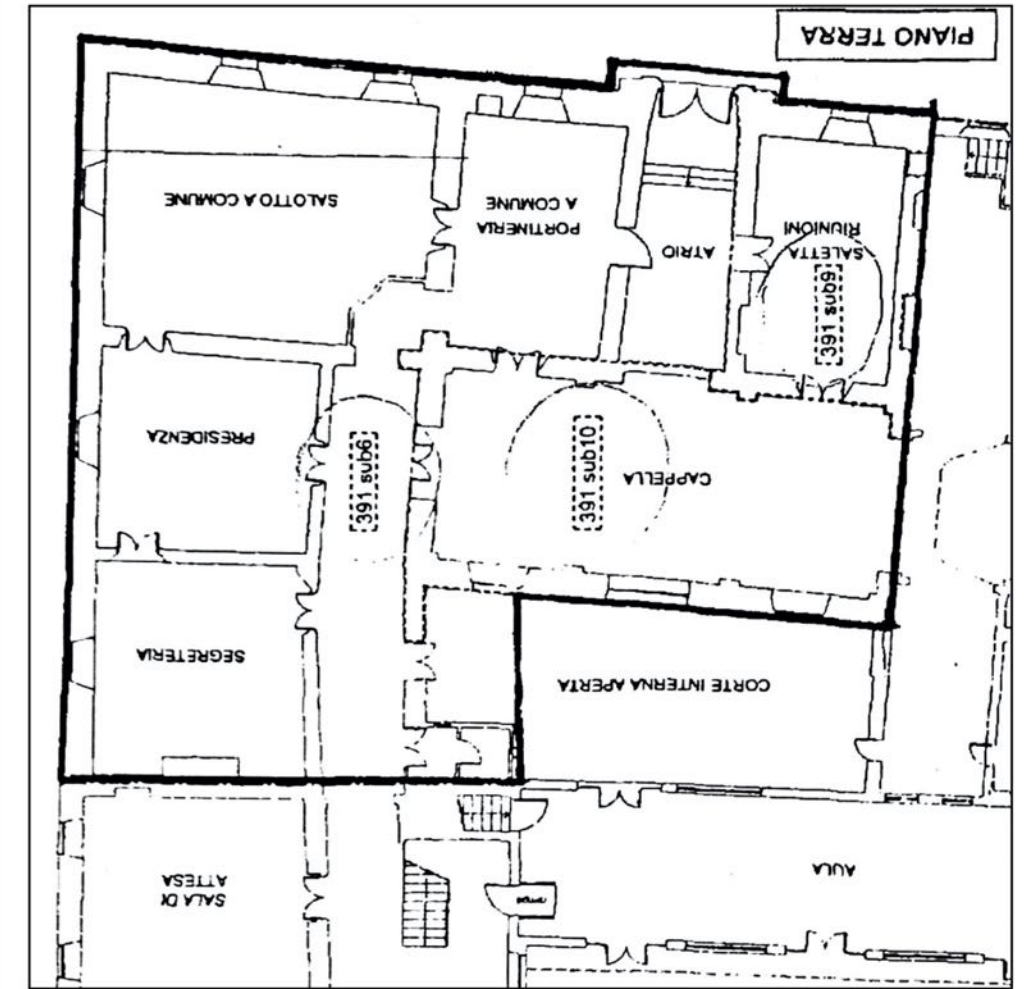 PIANO TERRA
SALOTTO A COMUNE
PORTINERIA
A COMUNE
ATRIO
SALETTA
RIUNIONI
391 sub9
PRESIDENZA
391 sub6
391 sub10
CAPPELLA
SEGRETERIA
CORTE INTERNA APERTA
SALA DI
ATTESA
AULA